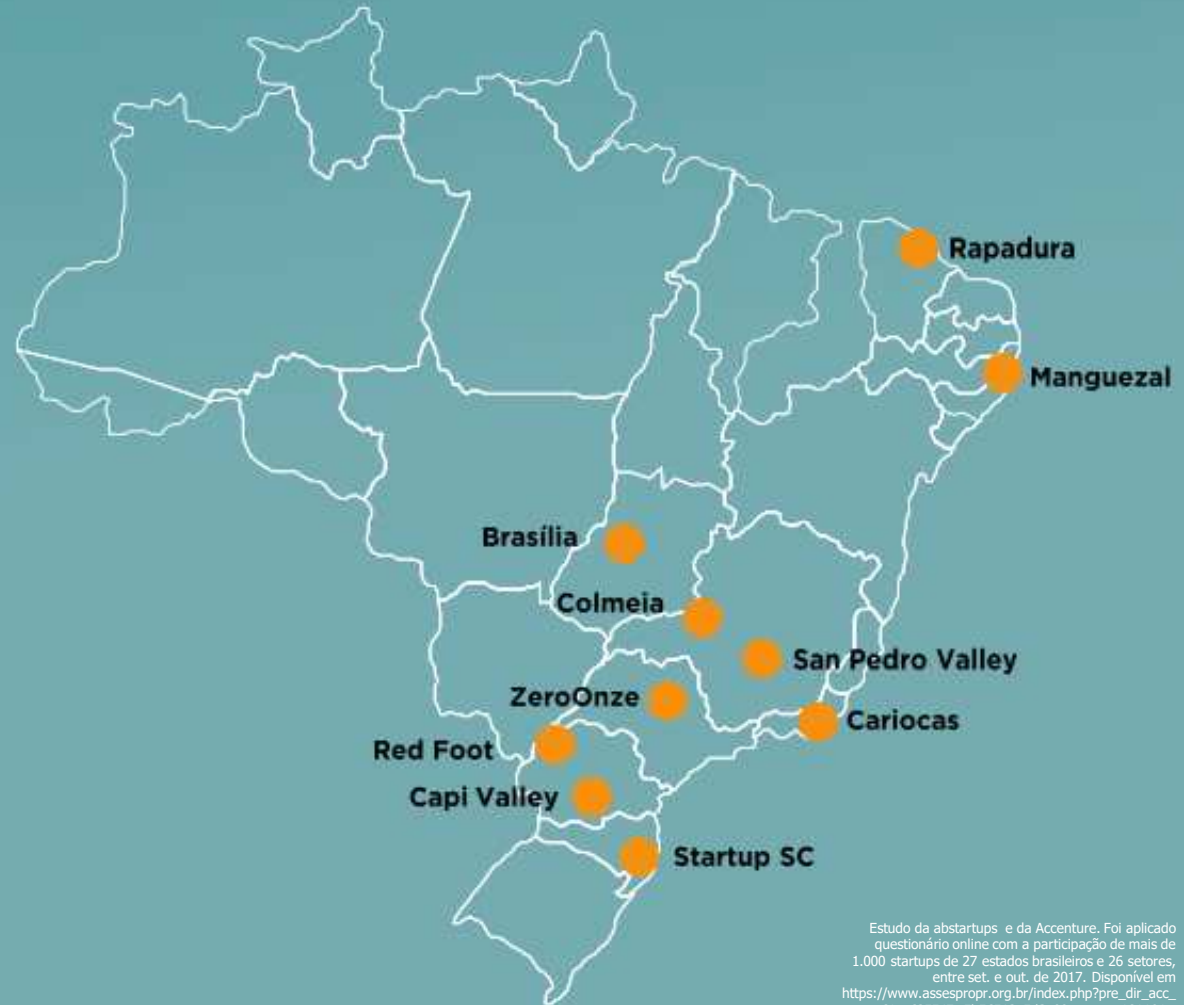 Rapadura
Manguezal
Brasília
Colmeia
San Pedro Valley
ZeroOnze
Cariocas
Red Foot
Capi Valley
Startup SC
Estudo da abstartups e da Accenture. Foi aplicado
questionário online com a participação de mais de
1.000 startups de 27 estados brasileiros e 26 setores,
entre set. e out. de 2017. Disponível em
https://www.assespropr.org.br/index.php?pre_dir_acc_